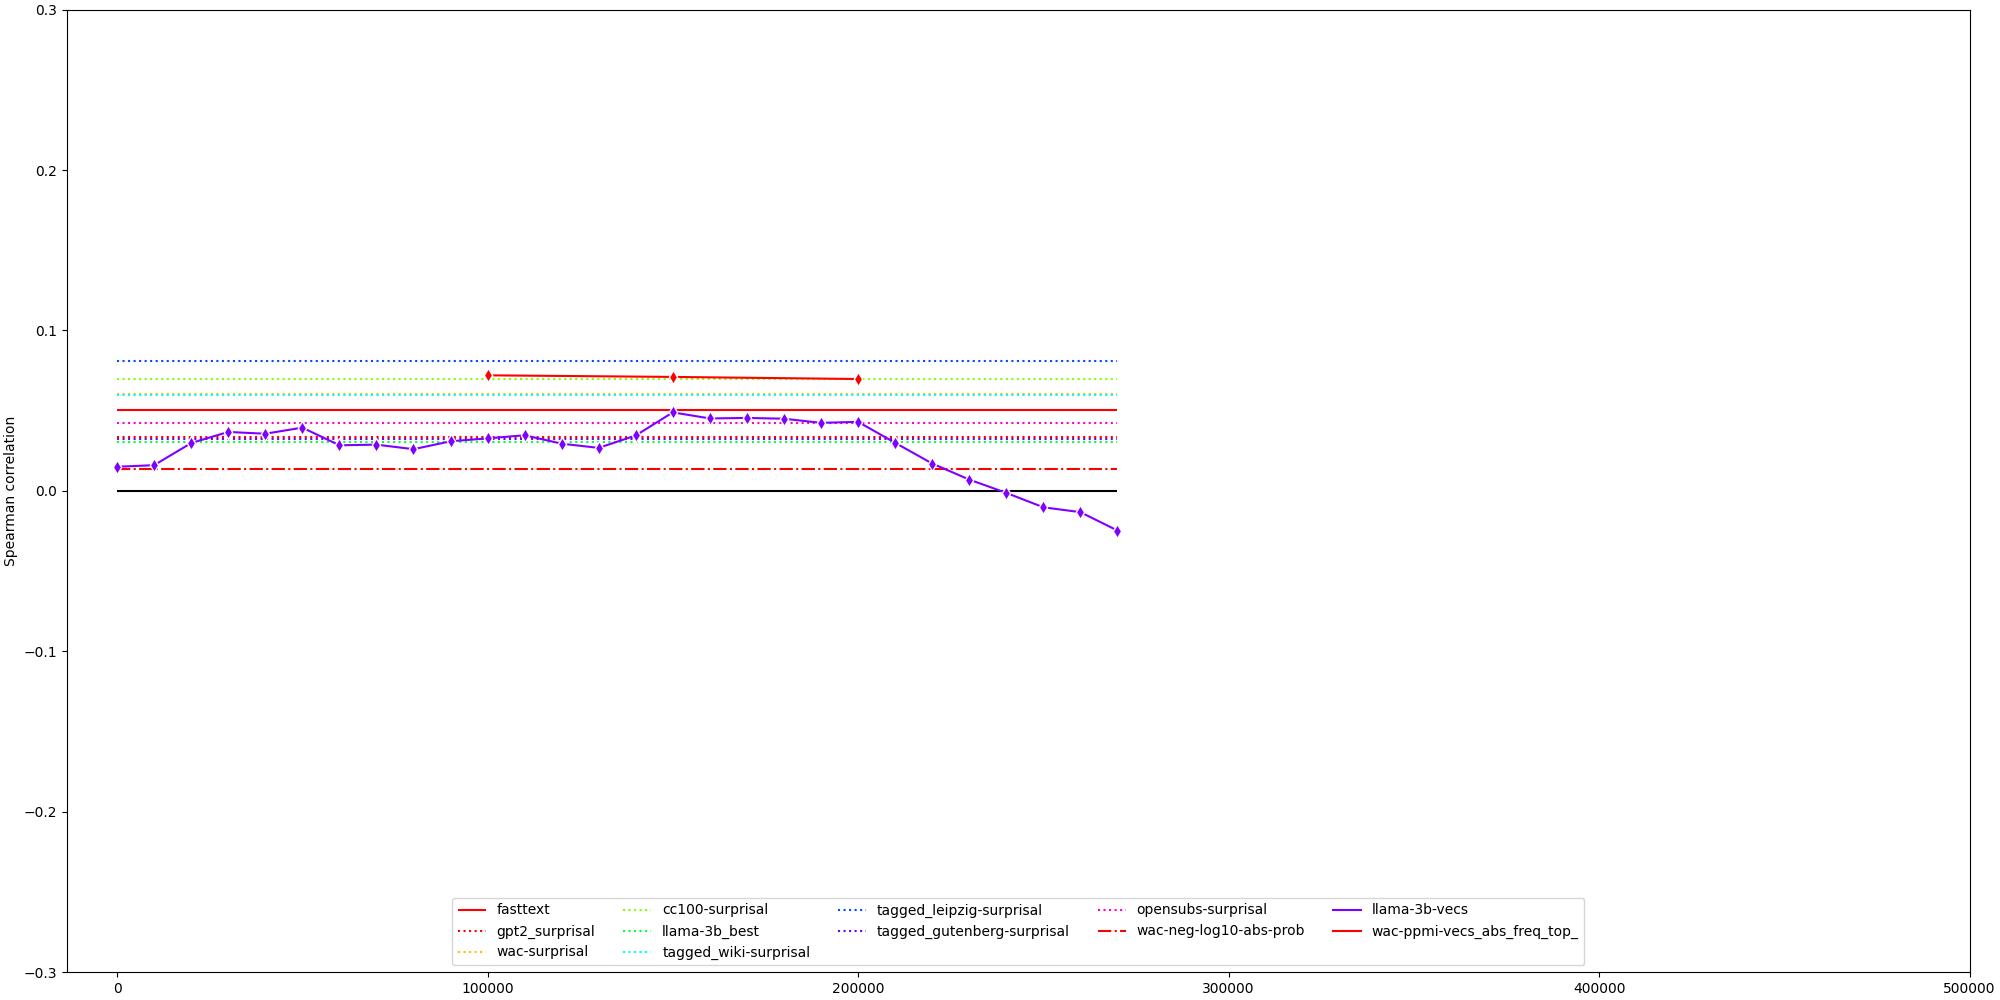 0.3
0.2
0.1
0.0
−0.1
−0.2
−0.3
Spearman correlation
fasttext
gpt2_surprisal
wac-surprisal
cc100-surprisal
llama-3b_best
tagged_wiki-surprisal
tagged_leipzig-surprisal
tagged_gutenberg-surprisal
opensubs-surprisal
wac-neg-log10-abs-prob
llama-3b-vecs
wac-ppmi-vecs_abs_freq_top_
0 100000 200000 300000 400000 500000